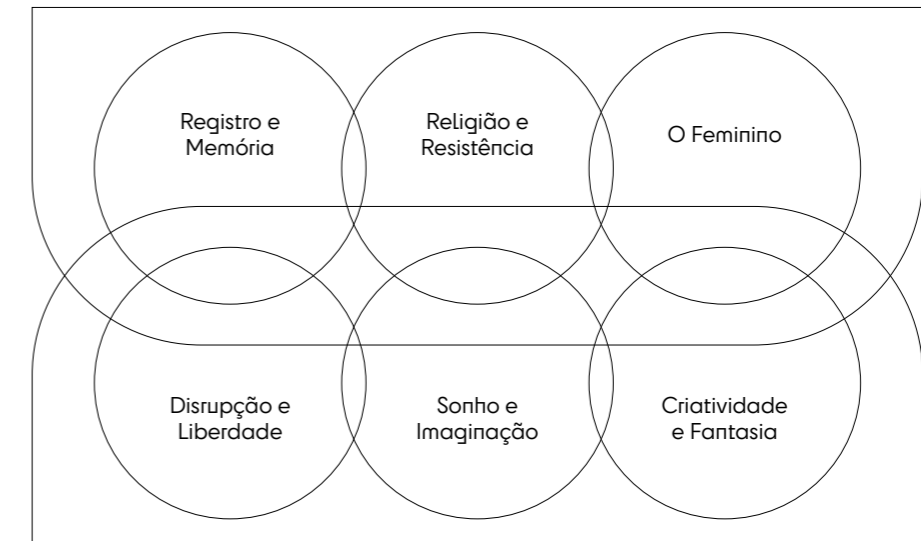 Registro e
Memória
Religião e
Resistência
O Feminino
Disrupção e
Liberdade
Sonho e
Imaginação
Criatividade
e Fantasia